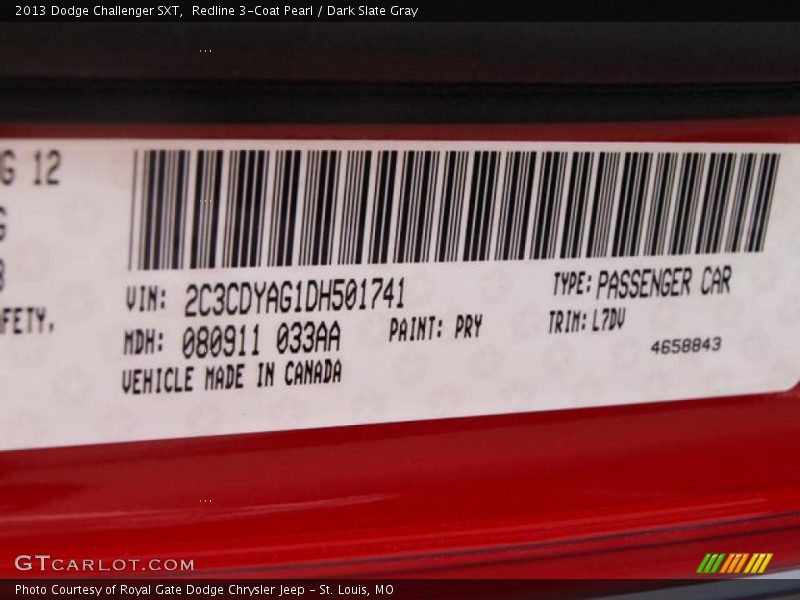 2013 Dodge Challenger SXT,  Redline 3-Coat Pearl / Dark Slate Gray
G 12
FETY.
VIN: 2C3CDYAG1DH501741
TYPE: PASSENGER CAR
MDH: 080911 033AA
PAINT: PRY
TRIM: L7DV
4658843
VEHICLE MADE IN CANADA
GTCARLOT.COM
Photo Courtesy of Royal Gate Dodge Chrysler Jeep - St. Louis, MO